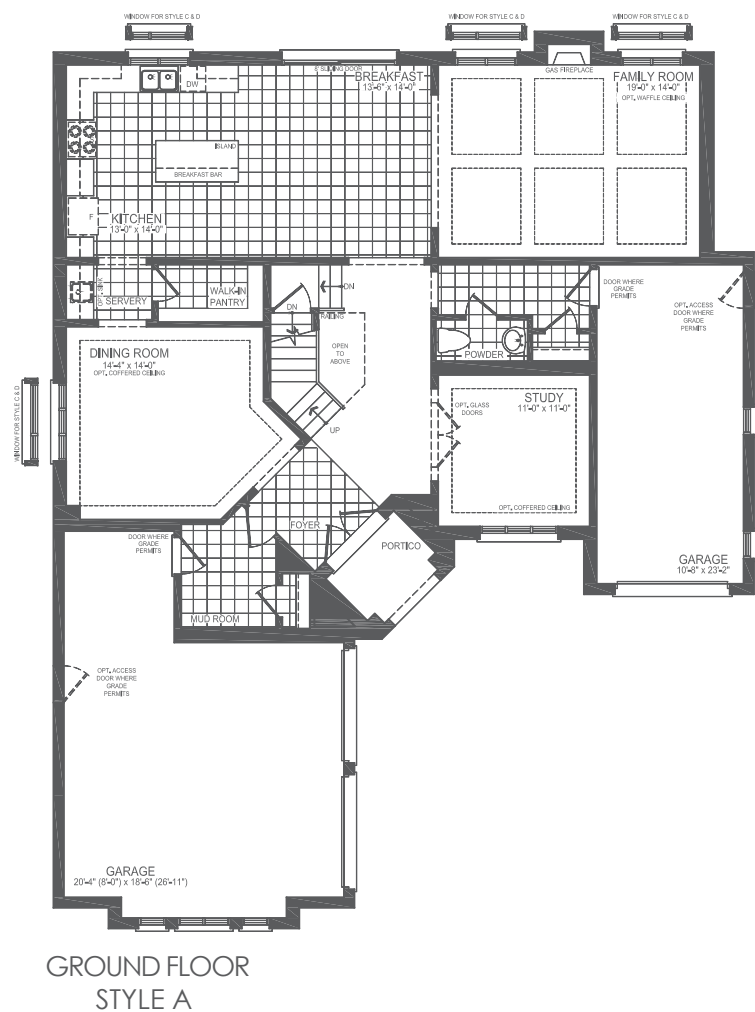 WINDOW FOR STYLE C & D
WINDOW FOR STYLE C & D
WINDOW FOR STYLE C & D
8' SLIDING DOOR
GAS FIREPLACE
DW
BREAKFAST
13'-6" x 14'-0"
FAMILY ROOM
19'-0" x 14'-0"
OPT. WAFFLE CEILING
ISLAND
BREAKFAST BAR
F
KITCHEN
13'-0" x 14'-0"
S
OPT. SINK
SERVERY
WALK-IN
PANTRY
DN
DN
RAILING
OPEN
TO
ABOVE
UP
DOOR WHERE
GRADE
PERMITS
OPT. ACCESS
DOOR WHERE
GRADE
PERMITS
POWDER
DINING ROOM
14'-4" x 14'-0"
OPT. COFFERED CEILING
WINDOW FOR STYLE C & D
OPT. GLASS
DOORS
STUDY
11'-0" x 11'-0"
OPT. COFFERED CEILING
FOYER
PORTICO
DOOR WHERE
GRADE
PERMITS
GARAGE
10'-8" x 23'-2"
MUD ROOM
OPT. ACCESS
DOOR WHERE
GRADE
PERMITS
GARAGE
20'-4" (8'-0") x 18'-6" (26'-11")
GROUND FLOOR
STYLE A